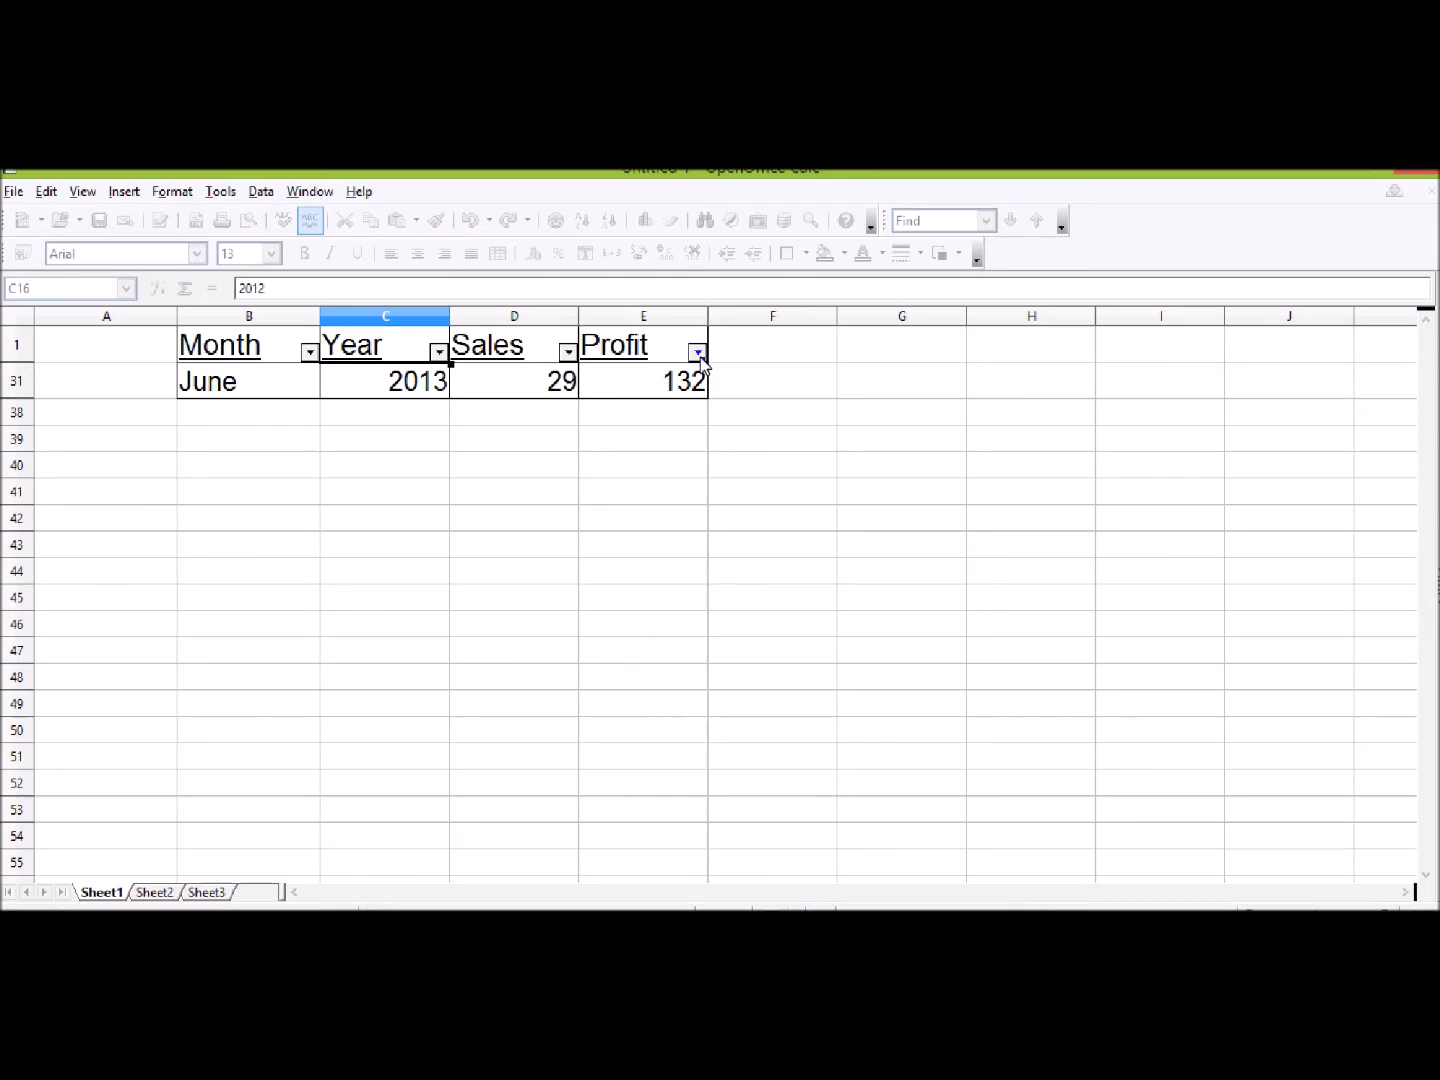 File Edit View Insert Format Tools Data Window Help
ABC Find
Arial 13
C16 2012
A B C D E F G H I J
1 Month Year Sales Profit
31 June 2013 29 132
38
39
40
41
42
43
44
45
46
47
48
49
50
51
52
53
54
55
Sheet1 Sheet2 Sheet3